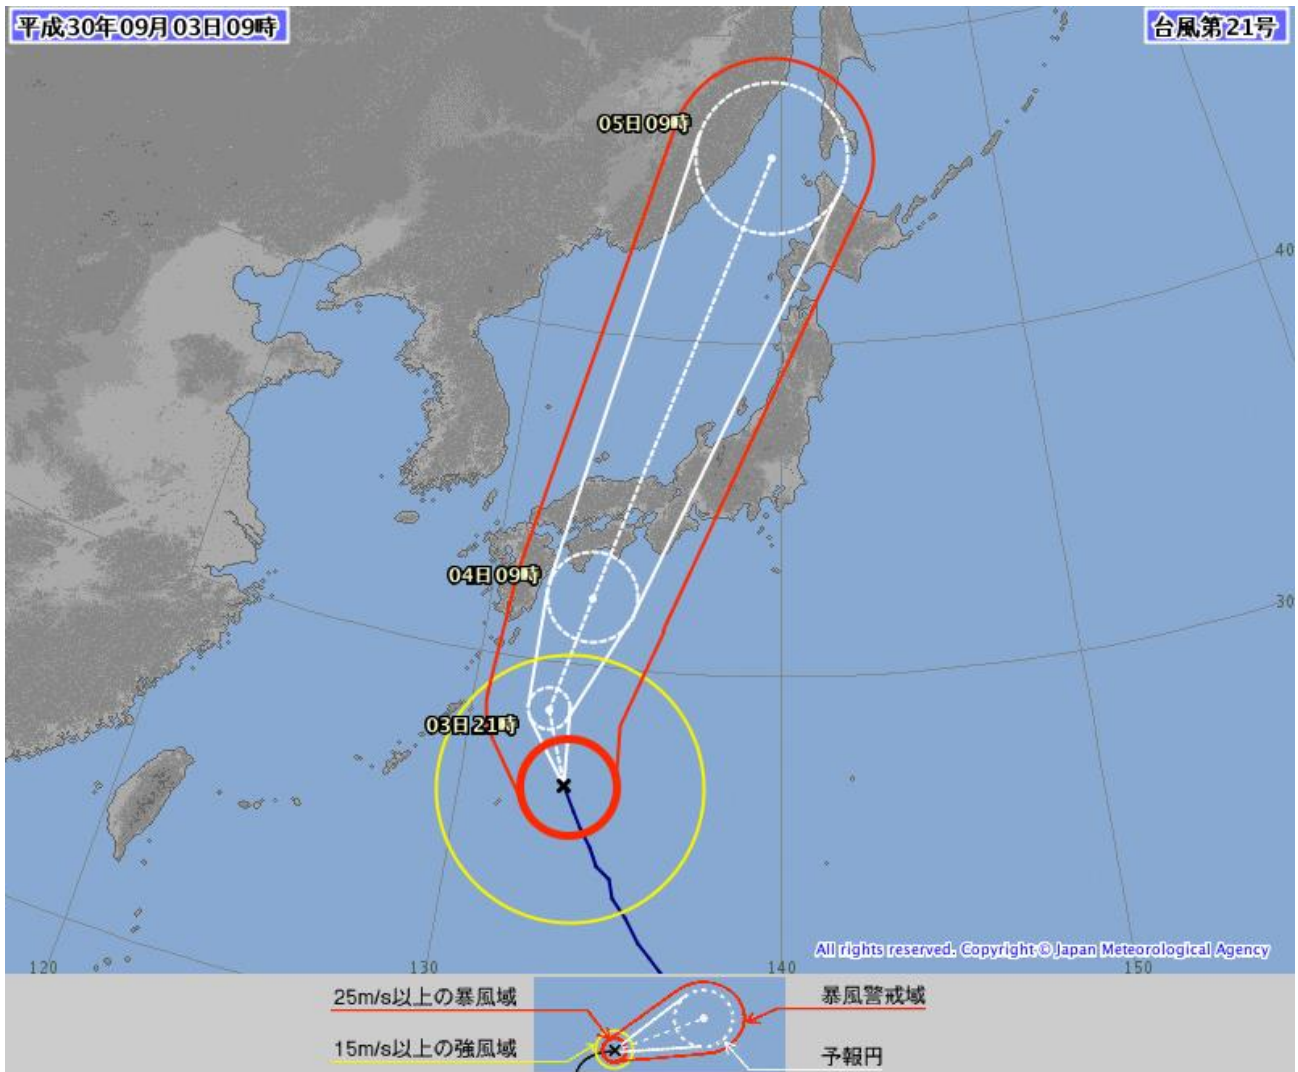 平成30年09月03日09時
台風第21号
05日09時
40
04日09時
30
03日21時
All rights reserved. Copyright © Japan Meteorological Agency
120
130
140
150
25m/s以上の暴風域
暴風警戒域
15m/s以上の強風域
予報円